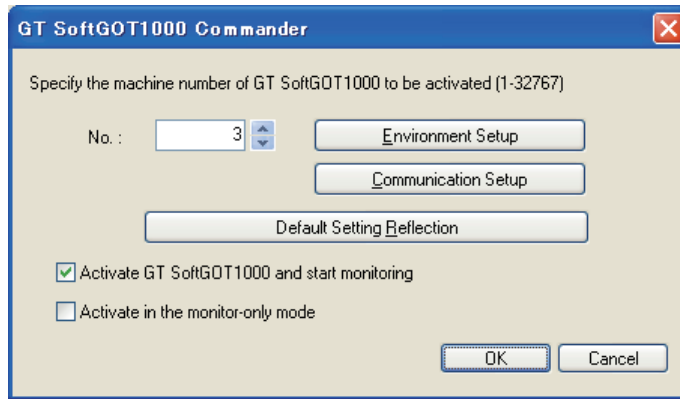 GT SoftGOT1000 Commander
Specify the machine number of GT SoftGOT1000 to be activated (1-32767)
No. : 3 Environment Setup
Communication Setup
Default Setting Reflection
Activate GT SoftGOT1000 and start monitoring
Activate in the monitor-only mode
OK Cancel